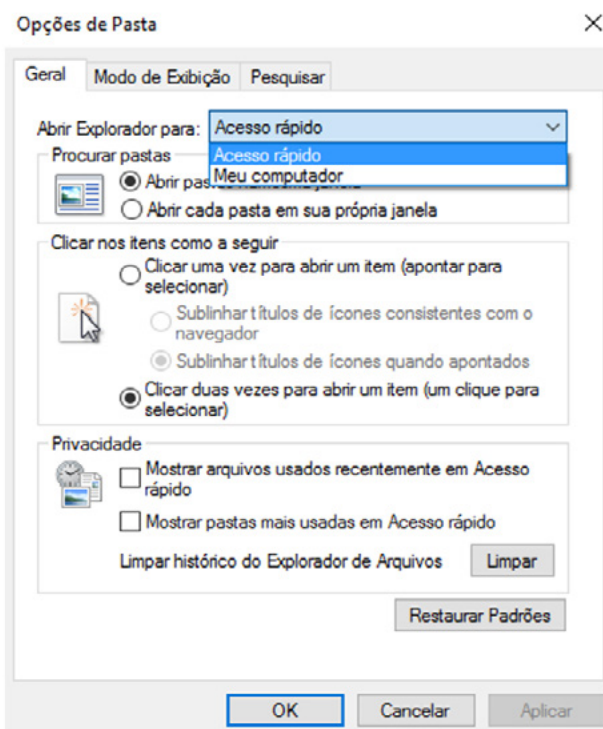 Opções de Pasta
Geral Modo de Exibição Pesquisar
Abrir Explorador para: Acesso rápido
Acesso rápido
Meu computador
Procurar pastas
Abrir janela
Abrir cada pasta em sua própria janela
Clicar nos itens como a seguir
Clicar uma vez para abrir um item (apontar para
selecionar)
Sublinhar títulos de ícones consistentes com o
navegador
Sublinhar títulos de ícones quando apontados
Clicar duas vezes para abrir um item (um clique para
selecionar)
Privacidade
Mostrar arquivos usados recentemente em Acesso
rápido
Mostrar pastas mais usadas em Acesso rápido
Limpar histórico do Explorador de Arquivos Limpar
Restaurar Padrões
OK Cancelar Aplicar